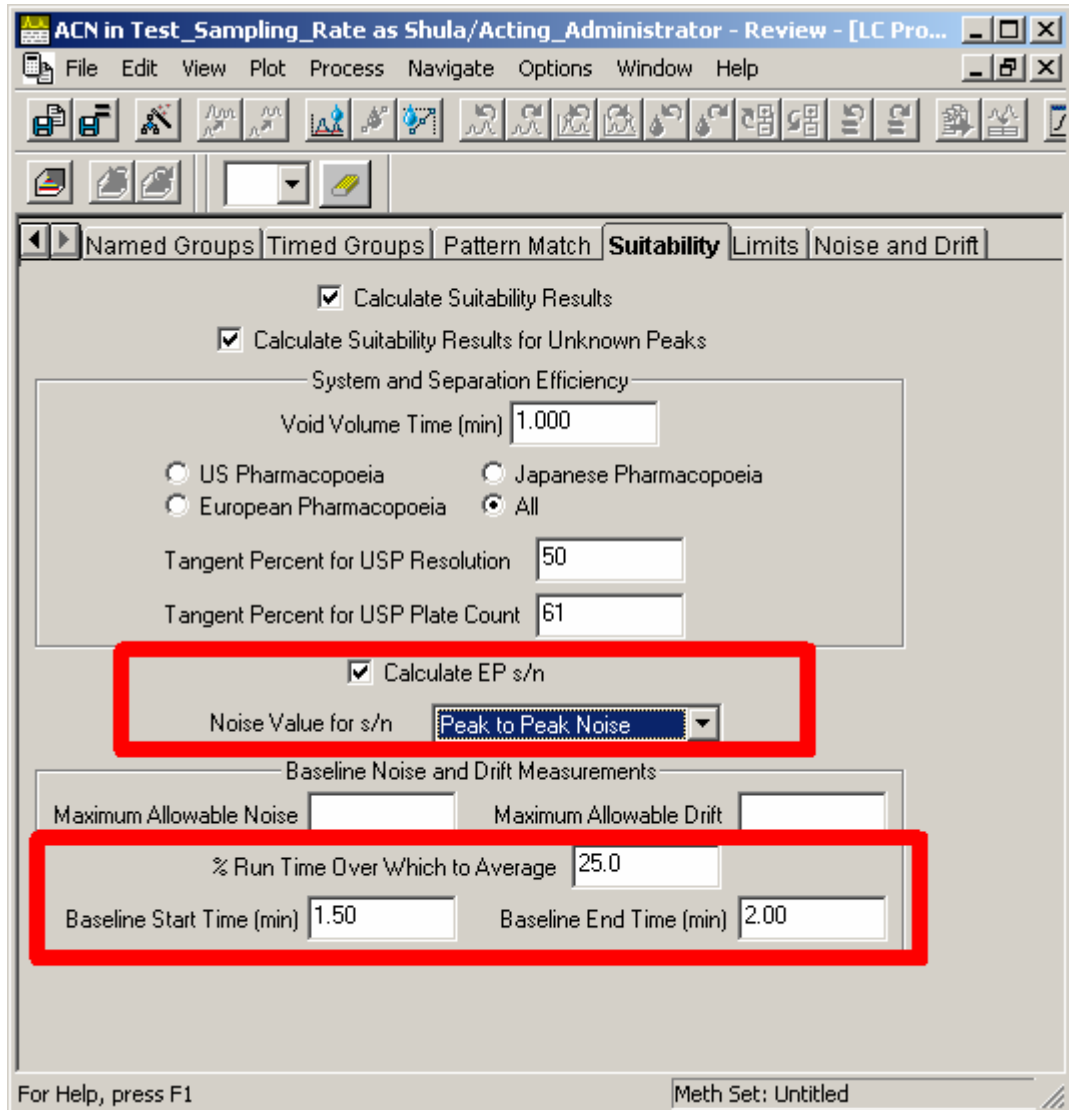 ACN in Test_Sampling_Rate as Shula/Acting_Administrator - Review - [LC Pro...
File Edit View Plot Process Navigate Options Window Help
Named Groups Timed Groups Pattern Match Suitability Limits Noise and Drift
Calculate Suitability Results
Calculate Suitability Results for Unknown Peaks
System and Separation Efficiency
Void Volume Time (min) 1.000
US Pharmacopoeia Japanese Pharmacopoeia
European Pharmacopoeia All
Tangent Percent for USP Resolution 50
Tangent Percent for USP Plate Count 61
Calculate EP s/n
Noise Value for s/n Peak to Peak Noise
Baseline Noise and Drift Measurements
Maximum Allowable Noise Maximum Allowable Drift
% Run Time Over Which to Average 25.0
Baseline Start Time (min) 1.50 Baseline End Time (min) 2.00
For Help, press F1 Meth Set: Untitled